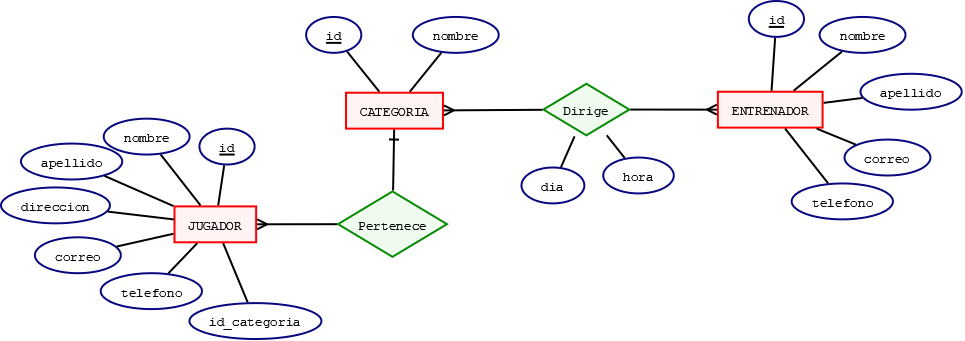 id
nombre
id
nombre
apellido
CATEGORIA
Dirige
ENTRENADOR
nombre
id
apellido
correo
dia
hora
direccion
telefono
JUGADOR
Pertenece
correo
telefono
id_categoria